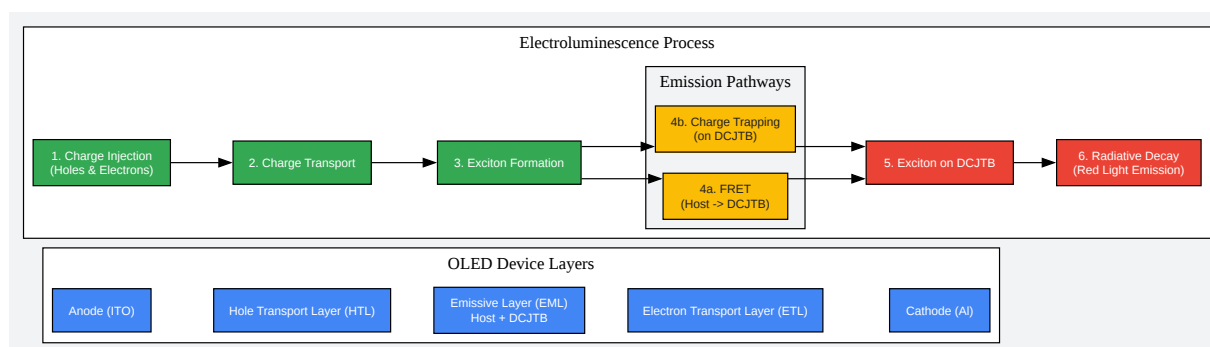 Electroluminescence Process
Emission Pathways
1. Charge Injection
(Holes & Electrons)
2. Charge Transport
3. Exciton Formation
4b. Charge Trapping
(on DCJTB)
4a. FRET
(Host -> DCJTB)
5. Exciton on DCJTB
6. Radiative Decay
(Red Light Emission)
OLED Device Layers
Anode (ITO)
Hole Transport Layer (HTL)
Emissive Layer (EML)
Host + DCJTB
Electron Transport Layer (ETL)
Cathode (Al)